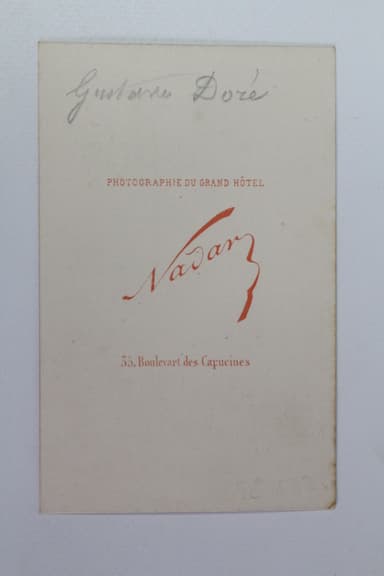 Gustave Doré
PHOTOGRAPHIE DU GRAND HÔTEL
Nadar
35, Boulevart des Capucines